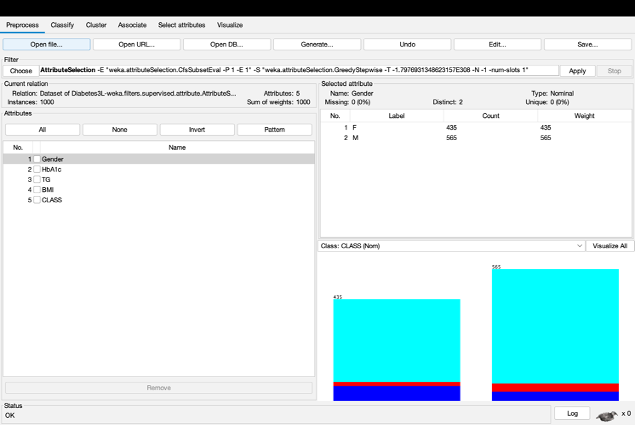 Preprocess Classify Cluster Associate Select attributes Visualize
Open file... Open URL... Open DB... Generate... Undo Edit... Save...
Filter
Choose AttributeSelection -E "weka.attributeSelection.CfsSubsetEval -P 1 -E 1" -S "weka.attributeSelection.GreedyStepwise -T -1.7976931348623157E308 -N -1 -num-slots 1" Apply Stop
Current relation
Relation: Dataset of Diabetes3L-weka.filters.supervised.attribute.AttributeS... Attributes: 5
Instances: 1000 Sum of weights: 1000
Attributes
All None Invert Pattern
No. Name
1 Gender
2 HbA1c
3 TG
4 BMI
5 CLASS
Remove
Selected attribute
Name: Gender Type: Nominal
Missing: 0 (0%) Distinct: 2 Unique: 0 (0%)
No. Label Count Weight
1 F 435 435
2 M 565 565
Class: CLASS (Nom) Visualize All
435
565
Status
OK
Log x 0